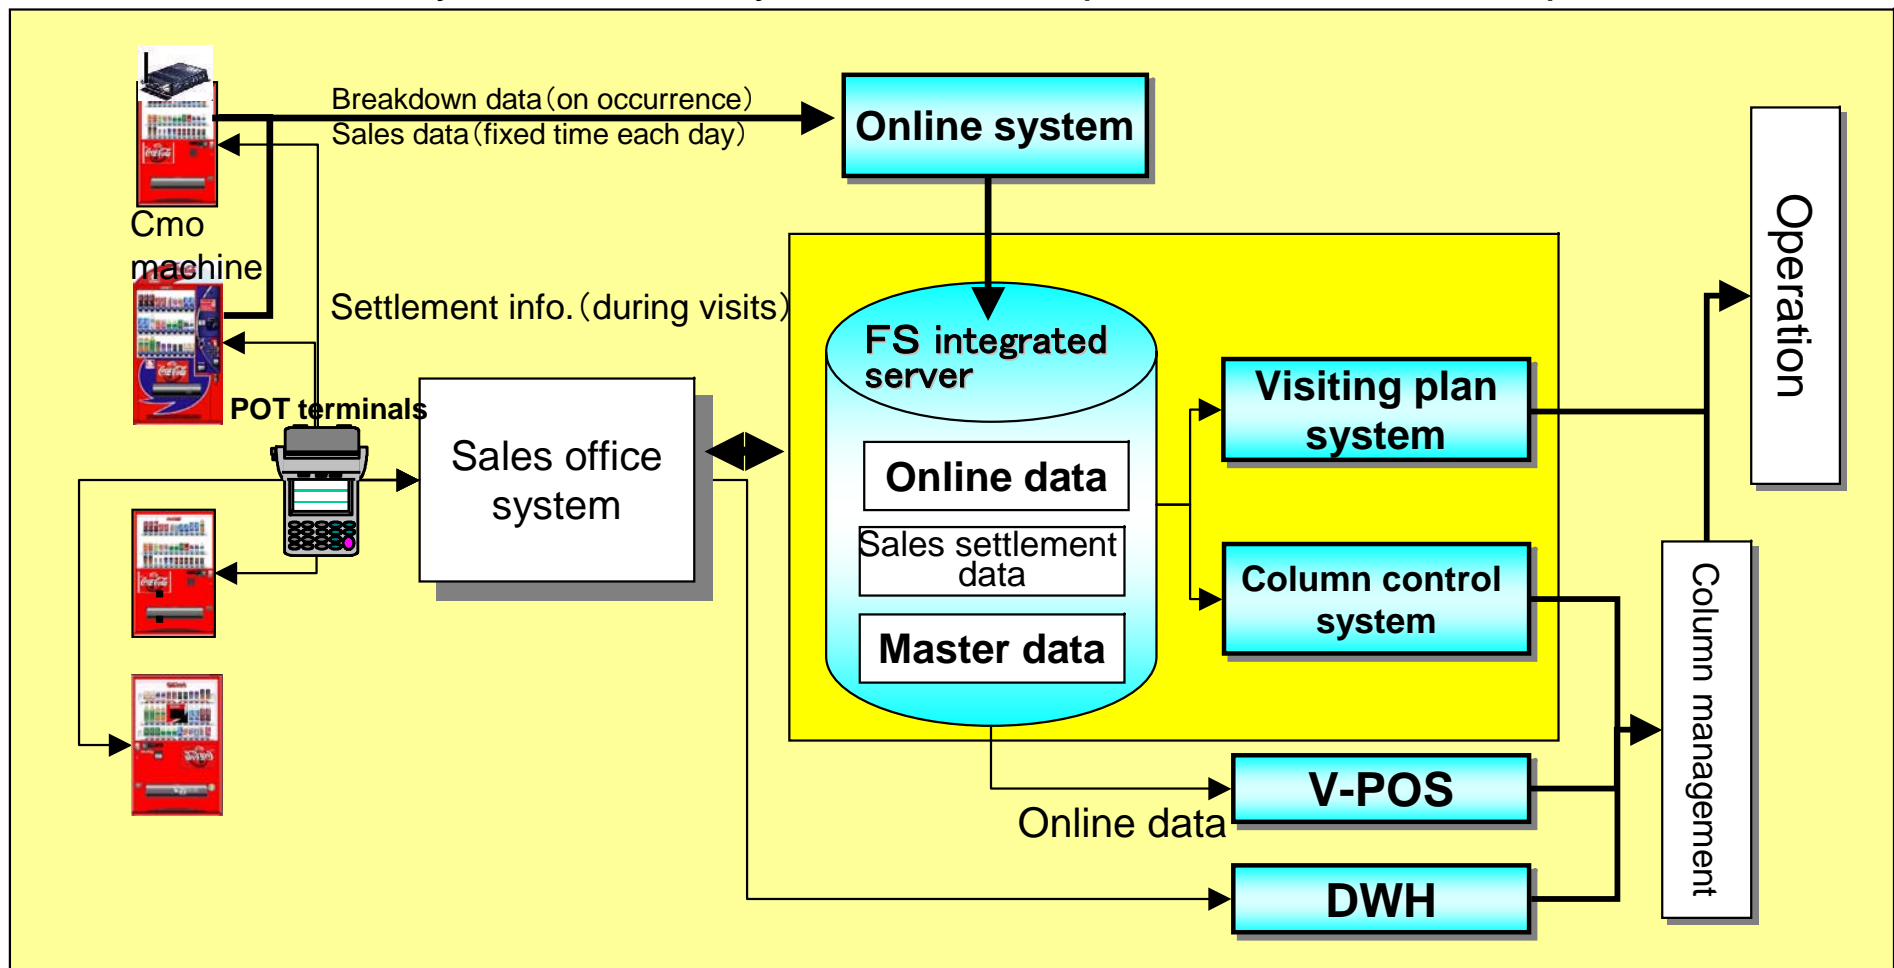 Breakdown data(on occurrence)
Sales data(fixed time each day)
Online system
Operation
Cmo
machine
Settlement info.(during visits)
FS integrated
server
Visiting plan
system
POT terminals
Sales office
system
Online data
Sales settlement
data
Column control
system
Master data
Column management
V-POS
Online data
DWH